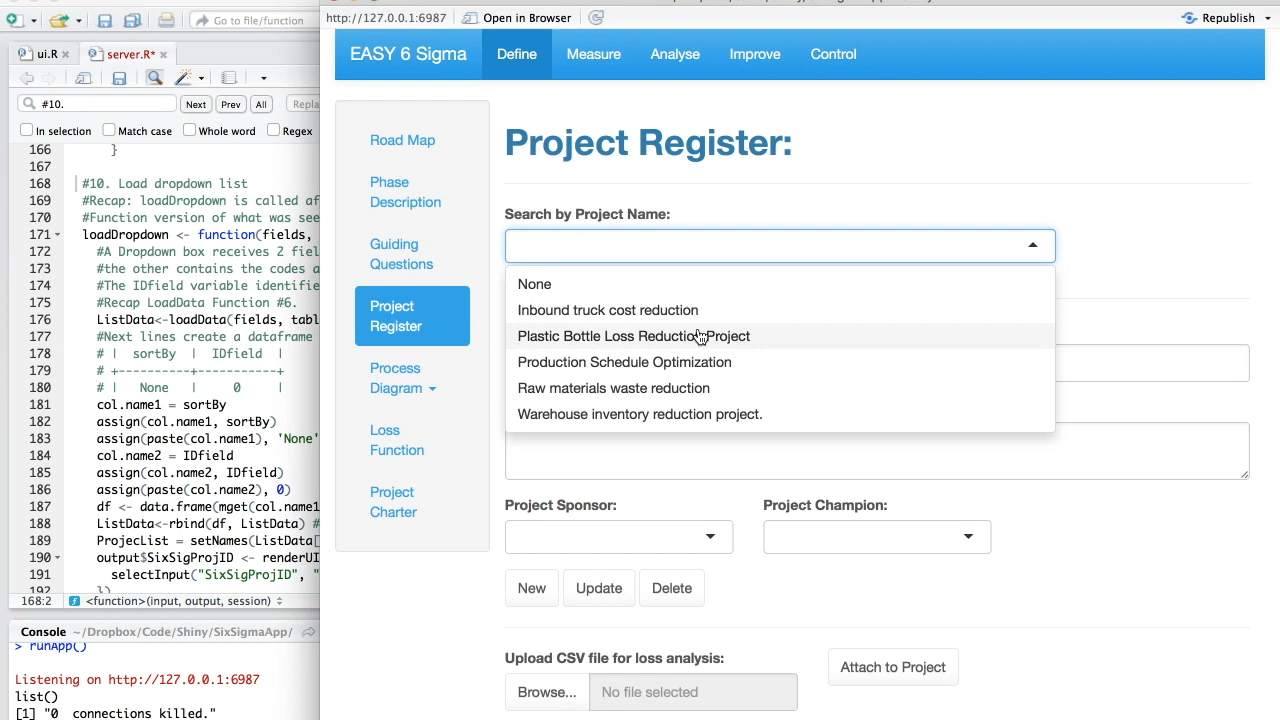 http://127.0.0.1:6987
Open in Browser
Republish
Go to file/function
ui.R
server.R*
#10.
Next
Prev
All
Repla
In selection
Match case
Whole word
Regex
166 }
167
168 #10. Load dropdown list
169 #Recap: loadDropdown is called af
170 #Function version of what was see
171 loadDropdown <- function(fields,
172 #A Dropdown box receives 2 fiel
173 #the other contains the codes a
174 #The IDfield variable identifie
175 #Recap LoadData Function #6.
176 ListData<-loadData(fields, tabl
177 #Next lines create a dataframe
178 # | sortBy | IDfield |
179 # +----------+-----------+
180 # | None | 0 |
181 col.name1 = sortBy
182 assign(col.name1, sortBy)
183 assign(paste(col.name1), 'None'
184 col.name2 = IDfield
185 assign(col.name2, IDfield)
186 assign(paste(col.name2), 0)
187 df <- data.frame(mget(col.name1
188 ListData<-rbind(df, ListData) #
189 ProjecList = setNames(ListData[
190 output$SixSigProjID <- renderUI
191 selectInput("SixSigProjID", "
192 })
168:2
<function>(input, output, session)
Console ~/Dropbox/Code/Shiny/SixSigmaApp/
> runApp()
Listening on http://127.0.0.1:6987
list()
[1] "0 connections killed."
EASY 6 Sigma
Define
Measure
Analyse
Improve
Control
Road Map
Phase
Description
Guiding
Questions
Project
Register
Process
Diagram
Loss
Function
Project
Charter
Project Register:
Search by Project Name:
None
Inbound truck cost reduction
Plastic Bottle Loss Reduction Project
Production Schedule Optimization
Raw materials waste reduction
Warehouse inventory reduction project.
Project Sponsor:
Project Champion:
New
Update
Delete
Upload CSV file for loss analysis:
Browse...
No file selected
Attach to Project